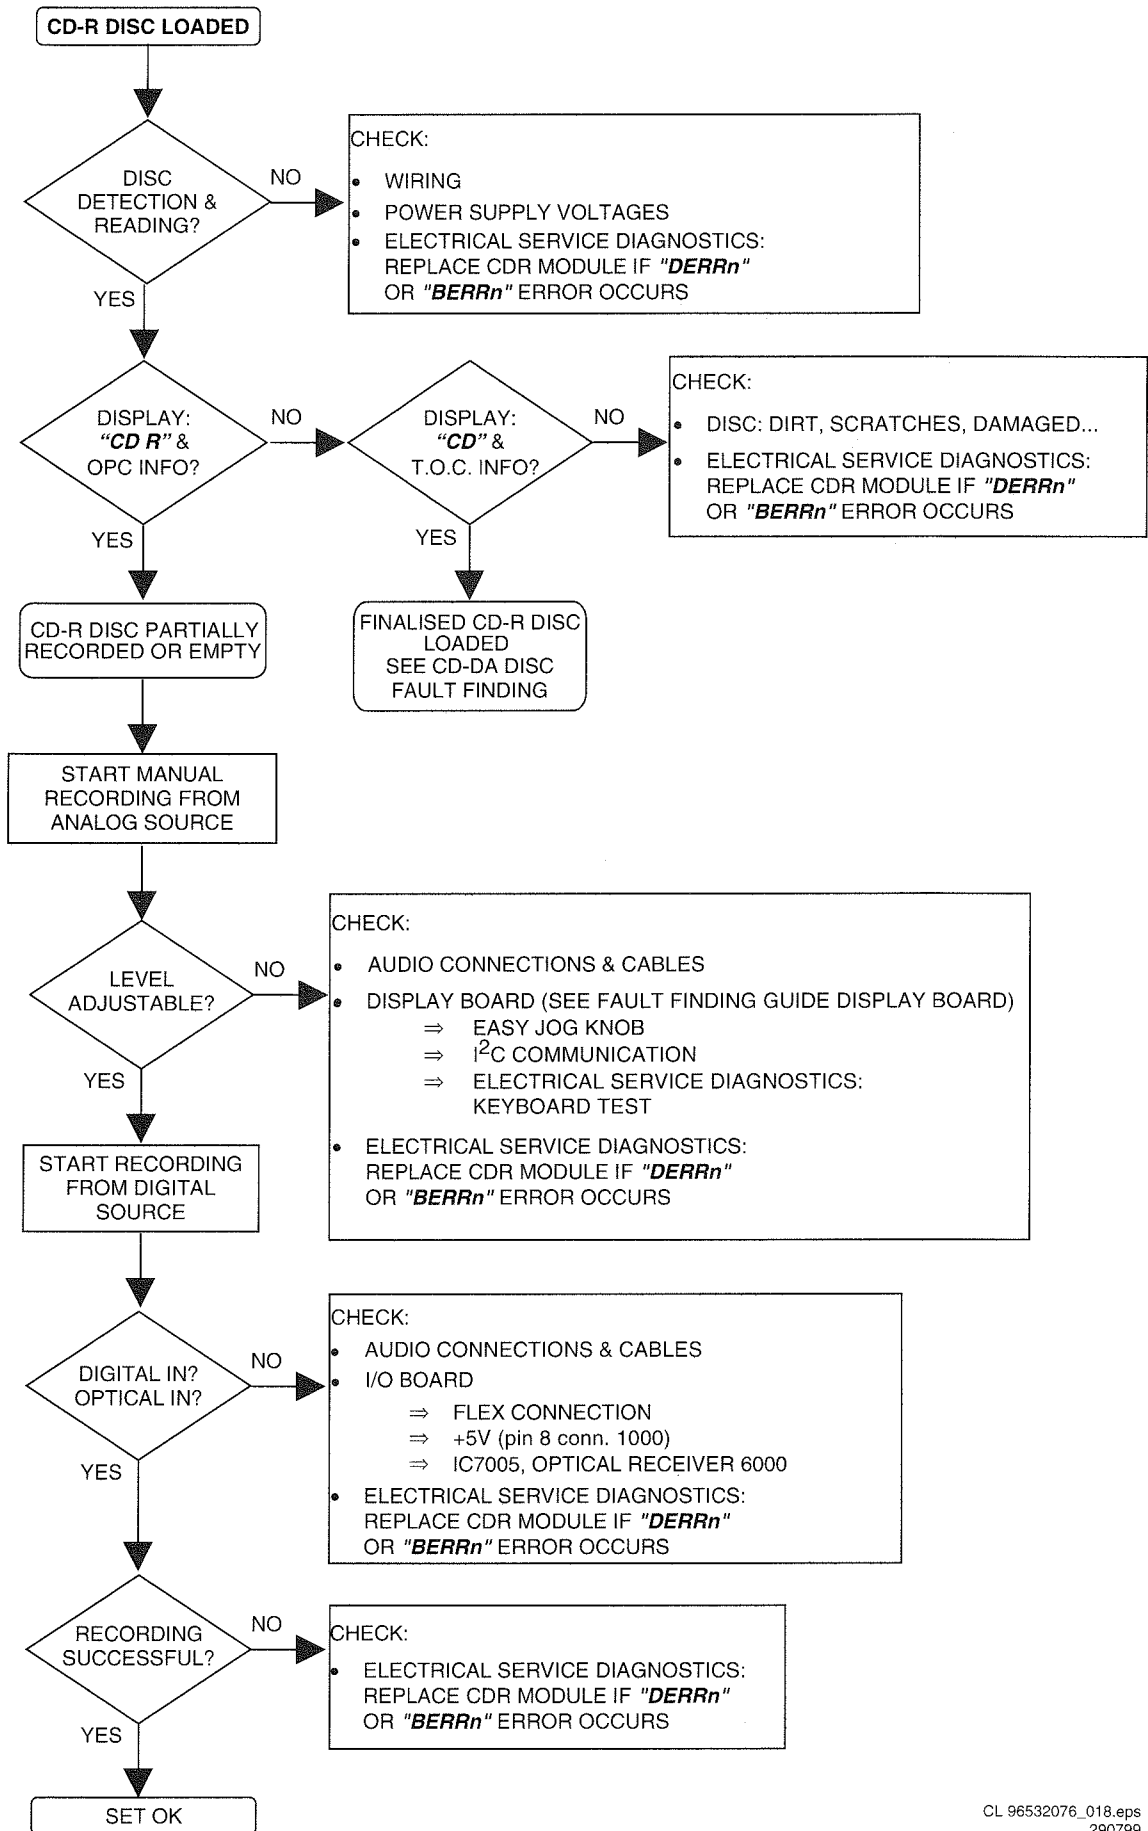 CD-R DISC LOADED
DISC
DETECTION &
READING?
NO
YES
CHECK:
• WIRING
• POWER SUPPLY VOLTAGES
• ELECTRICAL SERVICE DIAGNOSTICS:
REPLACE CDR MODULE IF "DERRn"
OR "BERRn" ERROR OCCURS
DISPLAY:
“CD R” &
OPC INFO?
NO
YES
DISPLAY:
“CD” &
T.O.C. INFO?
NO
YES
CHECK:
• DISC: DIRT, SCRATCHES, DAMAGED...
• ELECTRICAL SERVICE DIAGNOSTICS:
REPLACE CDR MODULE IF "DERRn"
OR "BERRn" ERROR OCCURS
CD-R DISC PARTIALLY
RECORDED OR EMPTY
FINALISED CD-R DISC
LOADED
SEE CD-DA DISC
FAULT FINDING
START MANUAL
RECORDING FROM
ANALOG SOURCE
LEVEL
ADJUSTABLE?
NO
YES
CHECK:
• AUDIO CONNECTIONS & CABLES
• DISPLAY BOARD (SEE FAULT FINDING GUIDE DISPLAY BOARD)
⇒ EASY JOG KNOB
⇒ I²C COMMUNICATION
⇒ ELECTRICAL SERVICE DIAGNOSTICS:
KEYBOARD TEST
• ELECTRICAL SERVICE DIAGNOSTICS:
REPLACE CDR MODULE IF "DERRn"
OR "BERRn" ERROR OCCURS
START RECORDING
FROM DIGITAL
SOURCE
DIGITAL IN?
OPTICAL IN?
NO
YES
CHECK:
• AUDIO CONNECTIONS & CABLES
• I/O BOARD
⇒ FLEX CONNECTION
⇒ +5V (pin 8 conn. 1000)
⇒ IC7005, OPTICAL RECEIVER 6000
• ELECTRICAL SERVICE DIAGNOSTICS:
REPLACE CDR MODULE IF "DERRn"
OR "BERRn" ERROR OCCURS
RECORDING
SUCCESSFUL?
NO
YES
CHECK:
• ELECTRICAL SERVICE DIAGNOSTICS:
REPLACE CDR MODULE IF "DERRn"
OR "BERRn" ERROR OCCURS
SET OK
CL 96532076_018.eps
290799